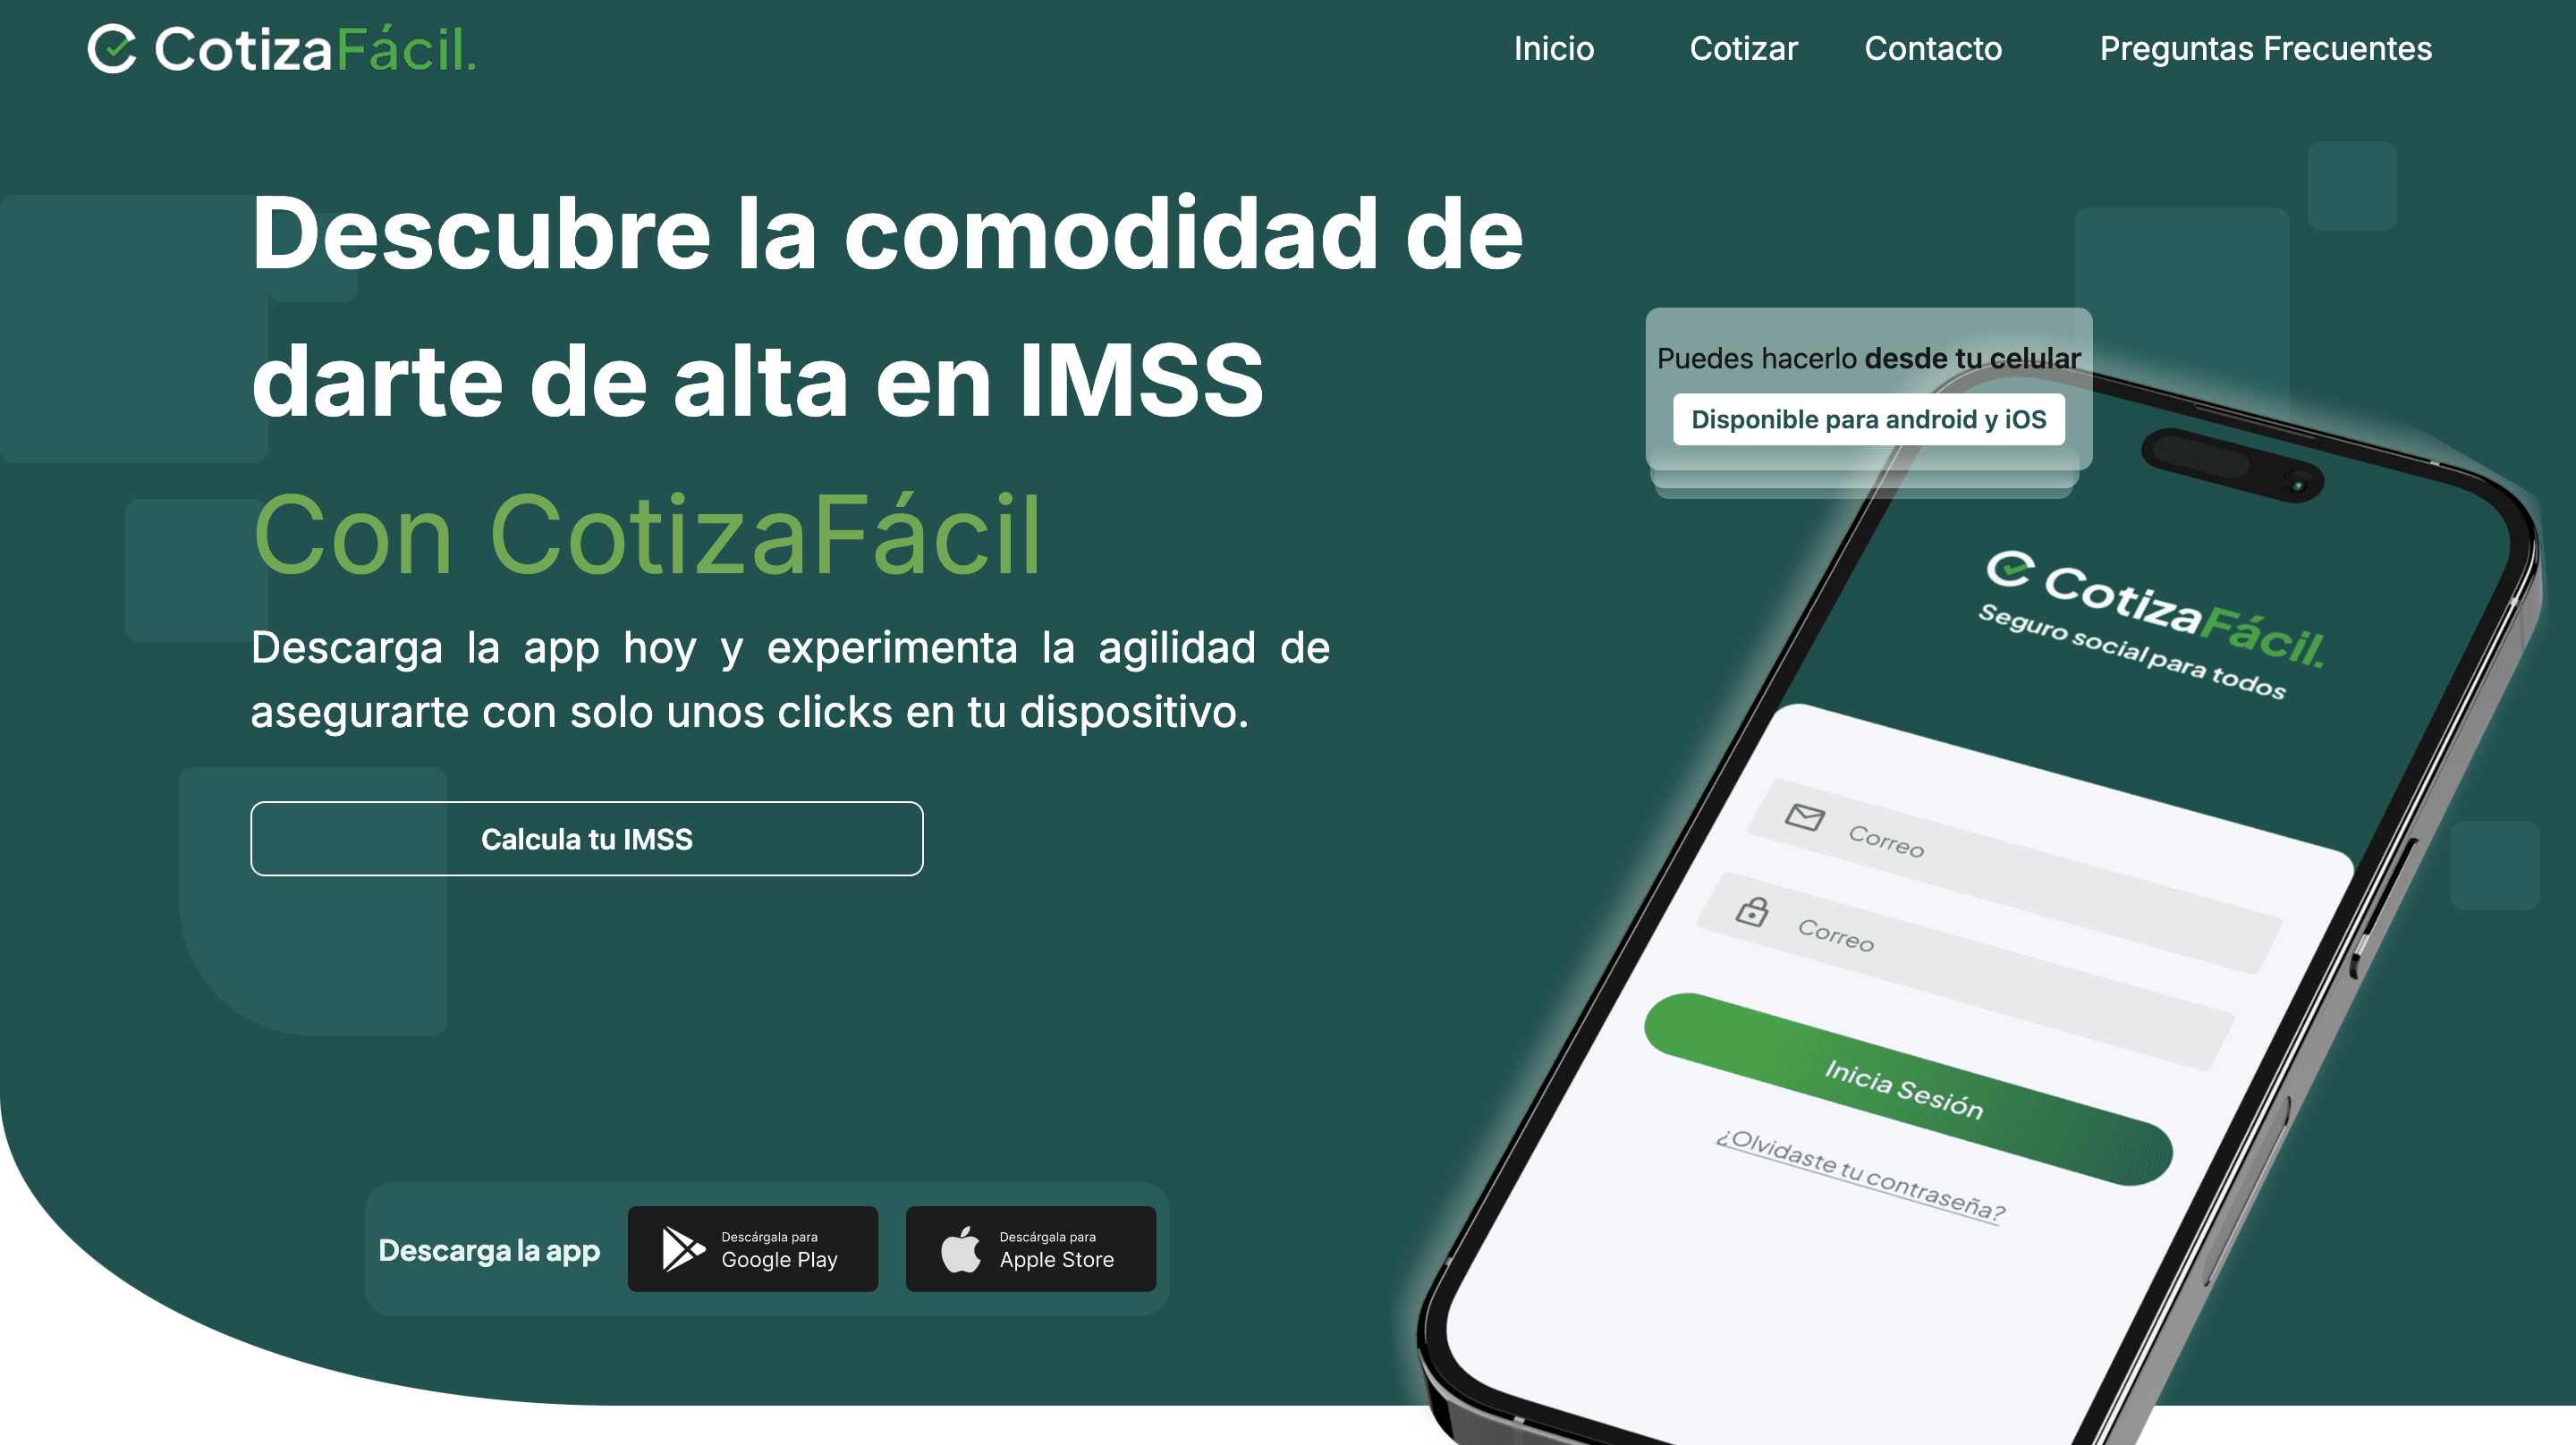 CotizaFácil.
Inicio Cotizar Contacto Preguntas Frecuentes
Descubre la comodidad de
darte de alta en IMSS
Con CotizaFácil
Descarga la app hoy y experimenta la agilidad de
asegurarte con solo unos clicks en tu dispositivo.
Calcula tu IMSS
Descarga la app
Descárgala para
Google Play
Descárgala para
Apple Store
Puedes hacerlo desde tu celular
Disponible para android y iOS
CotizaFácil.
Seguro social para todos
Correo
Correo
Inicia Sesión
¿Olvidaste tu contraseña?